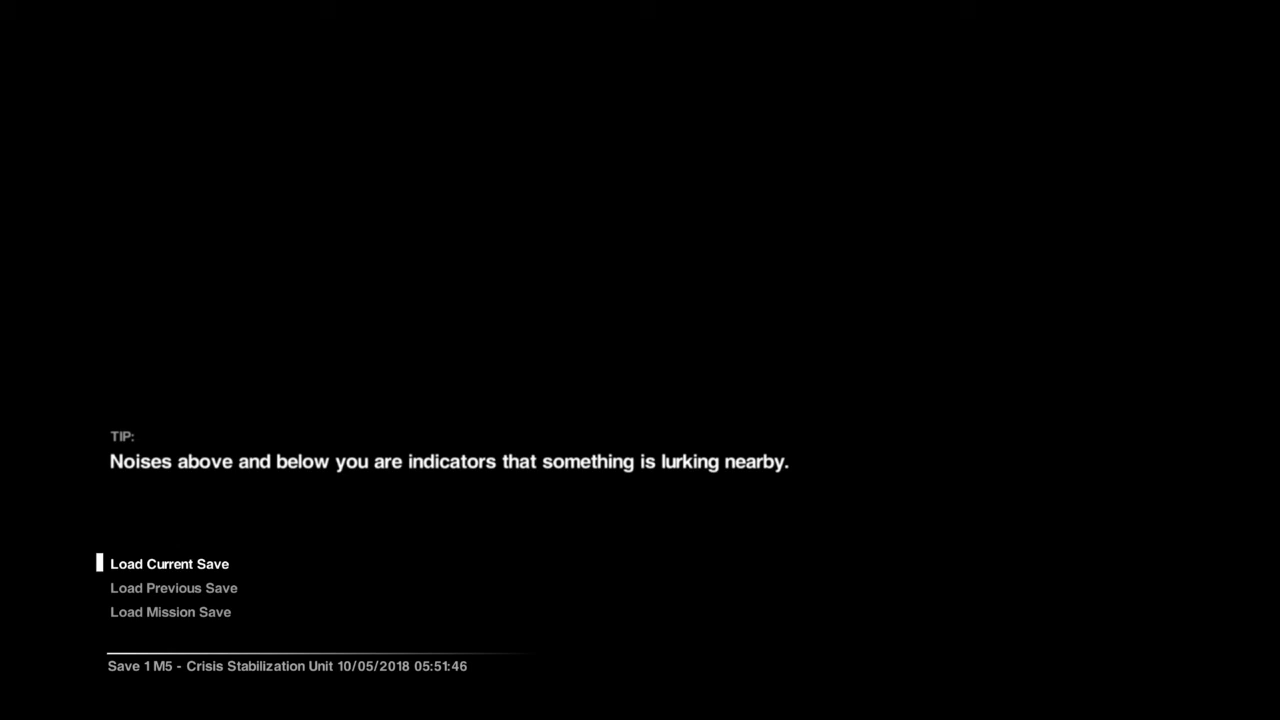 TIP:
Noises above and below you are indicators that something is lurking nearby.
Load Current Save
Load Previous Save
Load Mission Save
Save 1 M5 - Crisis Stabilization Unit 10/05/2018 05:51:46